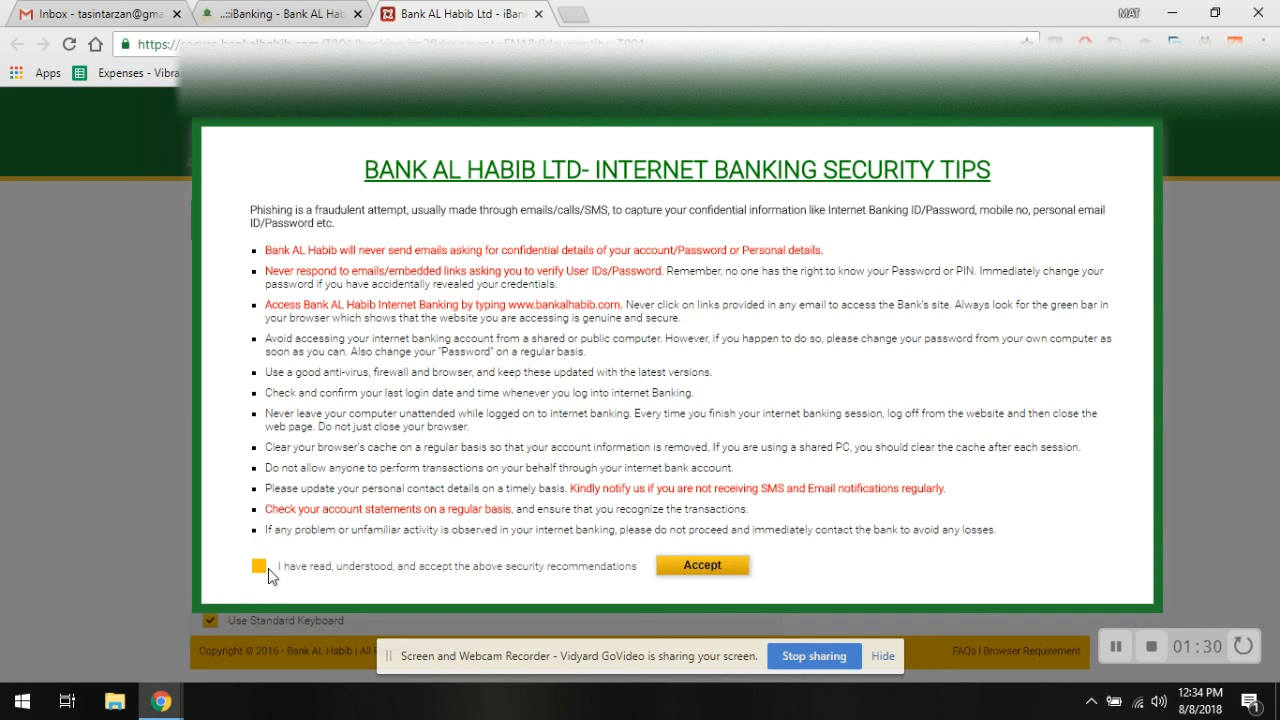 Inbox - tasintarzan@gma
..::iBanking - Bank AL Hab
Bank AL Habib Ltd - iBan
MAT
https://
Apps
Expenses - Vibra
BANK AL HABIB LTD- INTERNET BANKING SECURITY TIPS
Phishing is a fraudulent attempt, usually made through emails/calls/SMS, to capture your confidential information like Internet Banking ID/Password, mobile no, personal email
ID/Password etc.
Bank AL Habib will never send emails asking for confidential details of your account/Password or Personal details.
Never respond to emails/embedded links asking you to verify User IDs/Password. Remember, no one has the right to know your Password or PIN. Immediately change your
password if you have accidentally revealed your credentials.
Access Bank AL Habib Internet Banking by typing www.bankalhabib.com. Never click on links provided in any email to access the Bank's site. Always look for the green bar in
your browser which shows that the website you are accessing is genuine and secure.
Avoid accessing your internet banking account from a shared or public computer. However, if you happen to do so, please change your password from your own computer as
soon as you can. Also change your "Password" on a regular basis.
Use a good anti-virus, firewall and browser, and keep these updated with the latest versions.
Check and confirm your last login date and time whenever you log into internet Banking.
Never leave your computer unattended while logged on to internet banking. Every time you finish your internet banking session, log off from the website and then close the
web page. Do not just close your browser.
Clear your browser's cache on a regular basis so that your account information is removed. If you are using a shared PC, you should clear the cache after each session.
Do not allow anyone to perform transactions on your behalf through your internet bank account.
Please update your personal contact details on a timely basis. Kindly notify us if you are not receiving SMS and Email notifications regularly.
Check your account statements on a regular basis, and ensure that you recognize the transactions.
If any problem or unfamiliar activity is observed in your internet banking, please do not proceed and immediately contact the bank to avoid any losses.
I have read, understood, and accept the above security recommendations
Accept
Use Standard Keyboard
Copyright © 2016 - Bank AL Habib | All
FAQs | Browser Requirement
Screen and Webcam Recorder - Vidyard GoVideo is sharing your screen.
Stop sharing
Hide
01:30
12:34 PM
8/8/2018
1